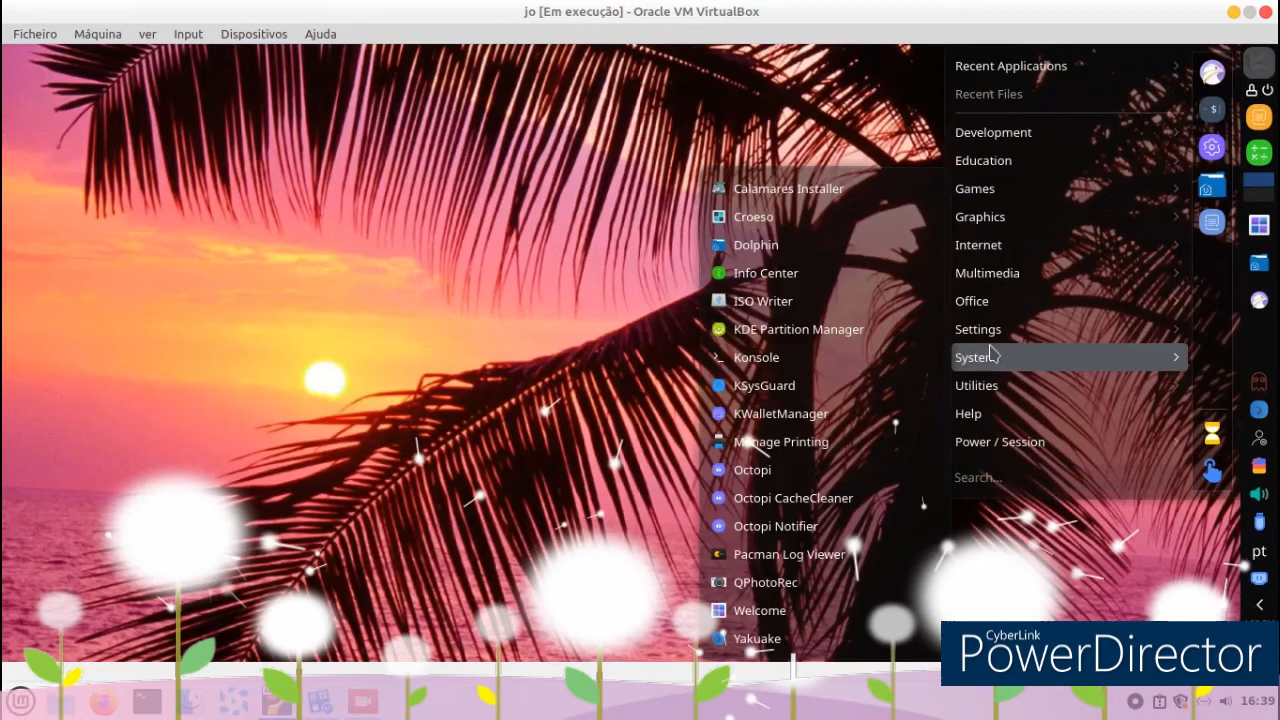 jo [Em execução] - Oracle VM VirtualBox
Ficheiro Máquina ver Input Dispositivos Ajuda
Recent Applications
Recent Files
Development
Education
Games
Graphics
Internet
Multimedia
Office
Settings
System
Utilities
Help
Power / Session
Search...
Calamares Installer
Croeso
Dolphin
Info Center
ISO Writer
KDE Partition Manager
Konsole
KSysGuard
KWalletManager
Manage Printing
Octopi
Octopi CacheCleaner
Octopi Notifier
Pacman Log Viewer
QPhotoRec
Welcome
Yakuake
pt
CyberLink
PowerDirector
16:39